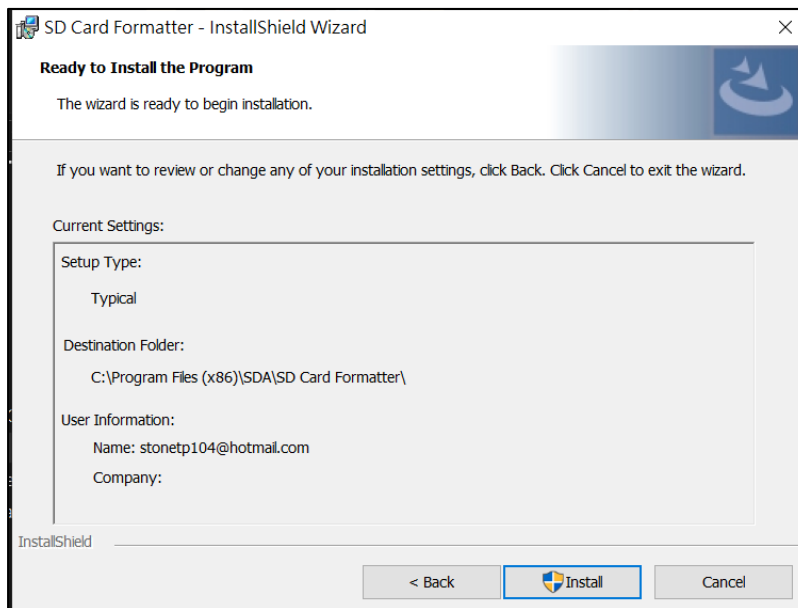 SD Card Formatter - InstallShield Wizard
Ready to Install the Program
The wizard is ready to begin installation.
If you want to review or change any of your installation settings, click Back. Click Cancel to exit the wizard.
Current Settings:
Setup Type:
Typical
Destination Folder:
C:\Program Files (x86)\SDA\SD Card Formatter\
User Information:
Name: stonetp104@hotmail.com
Company:
InstallShield
< Back
Install
Cancel